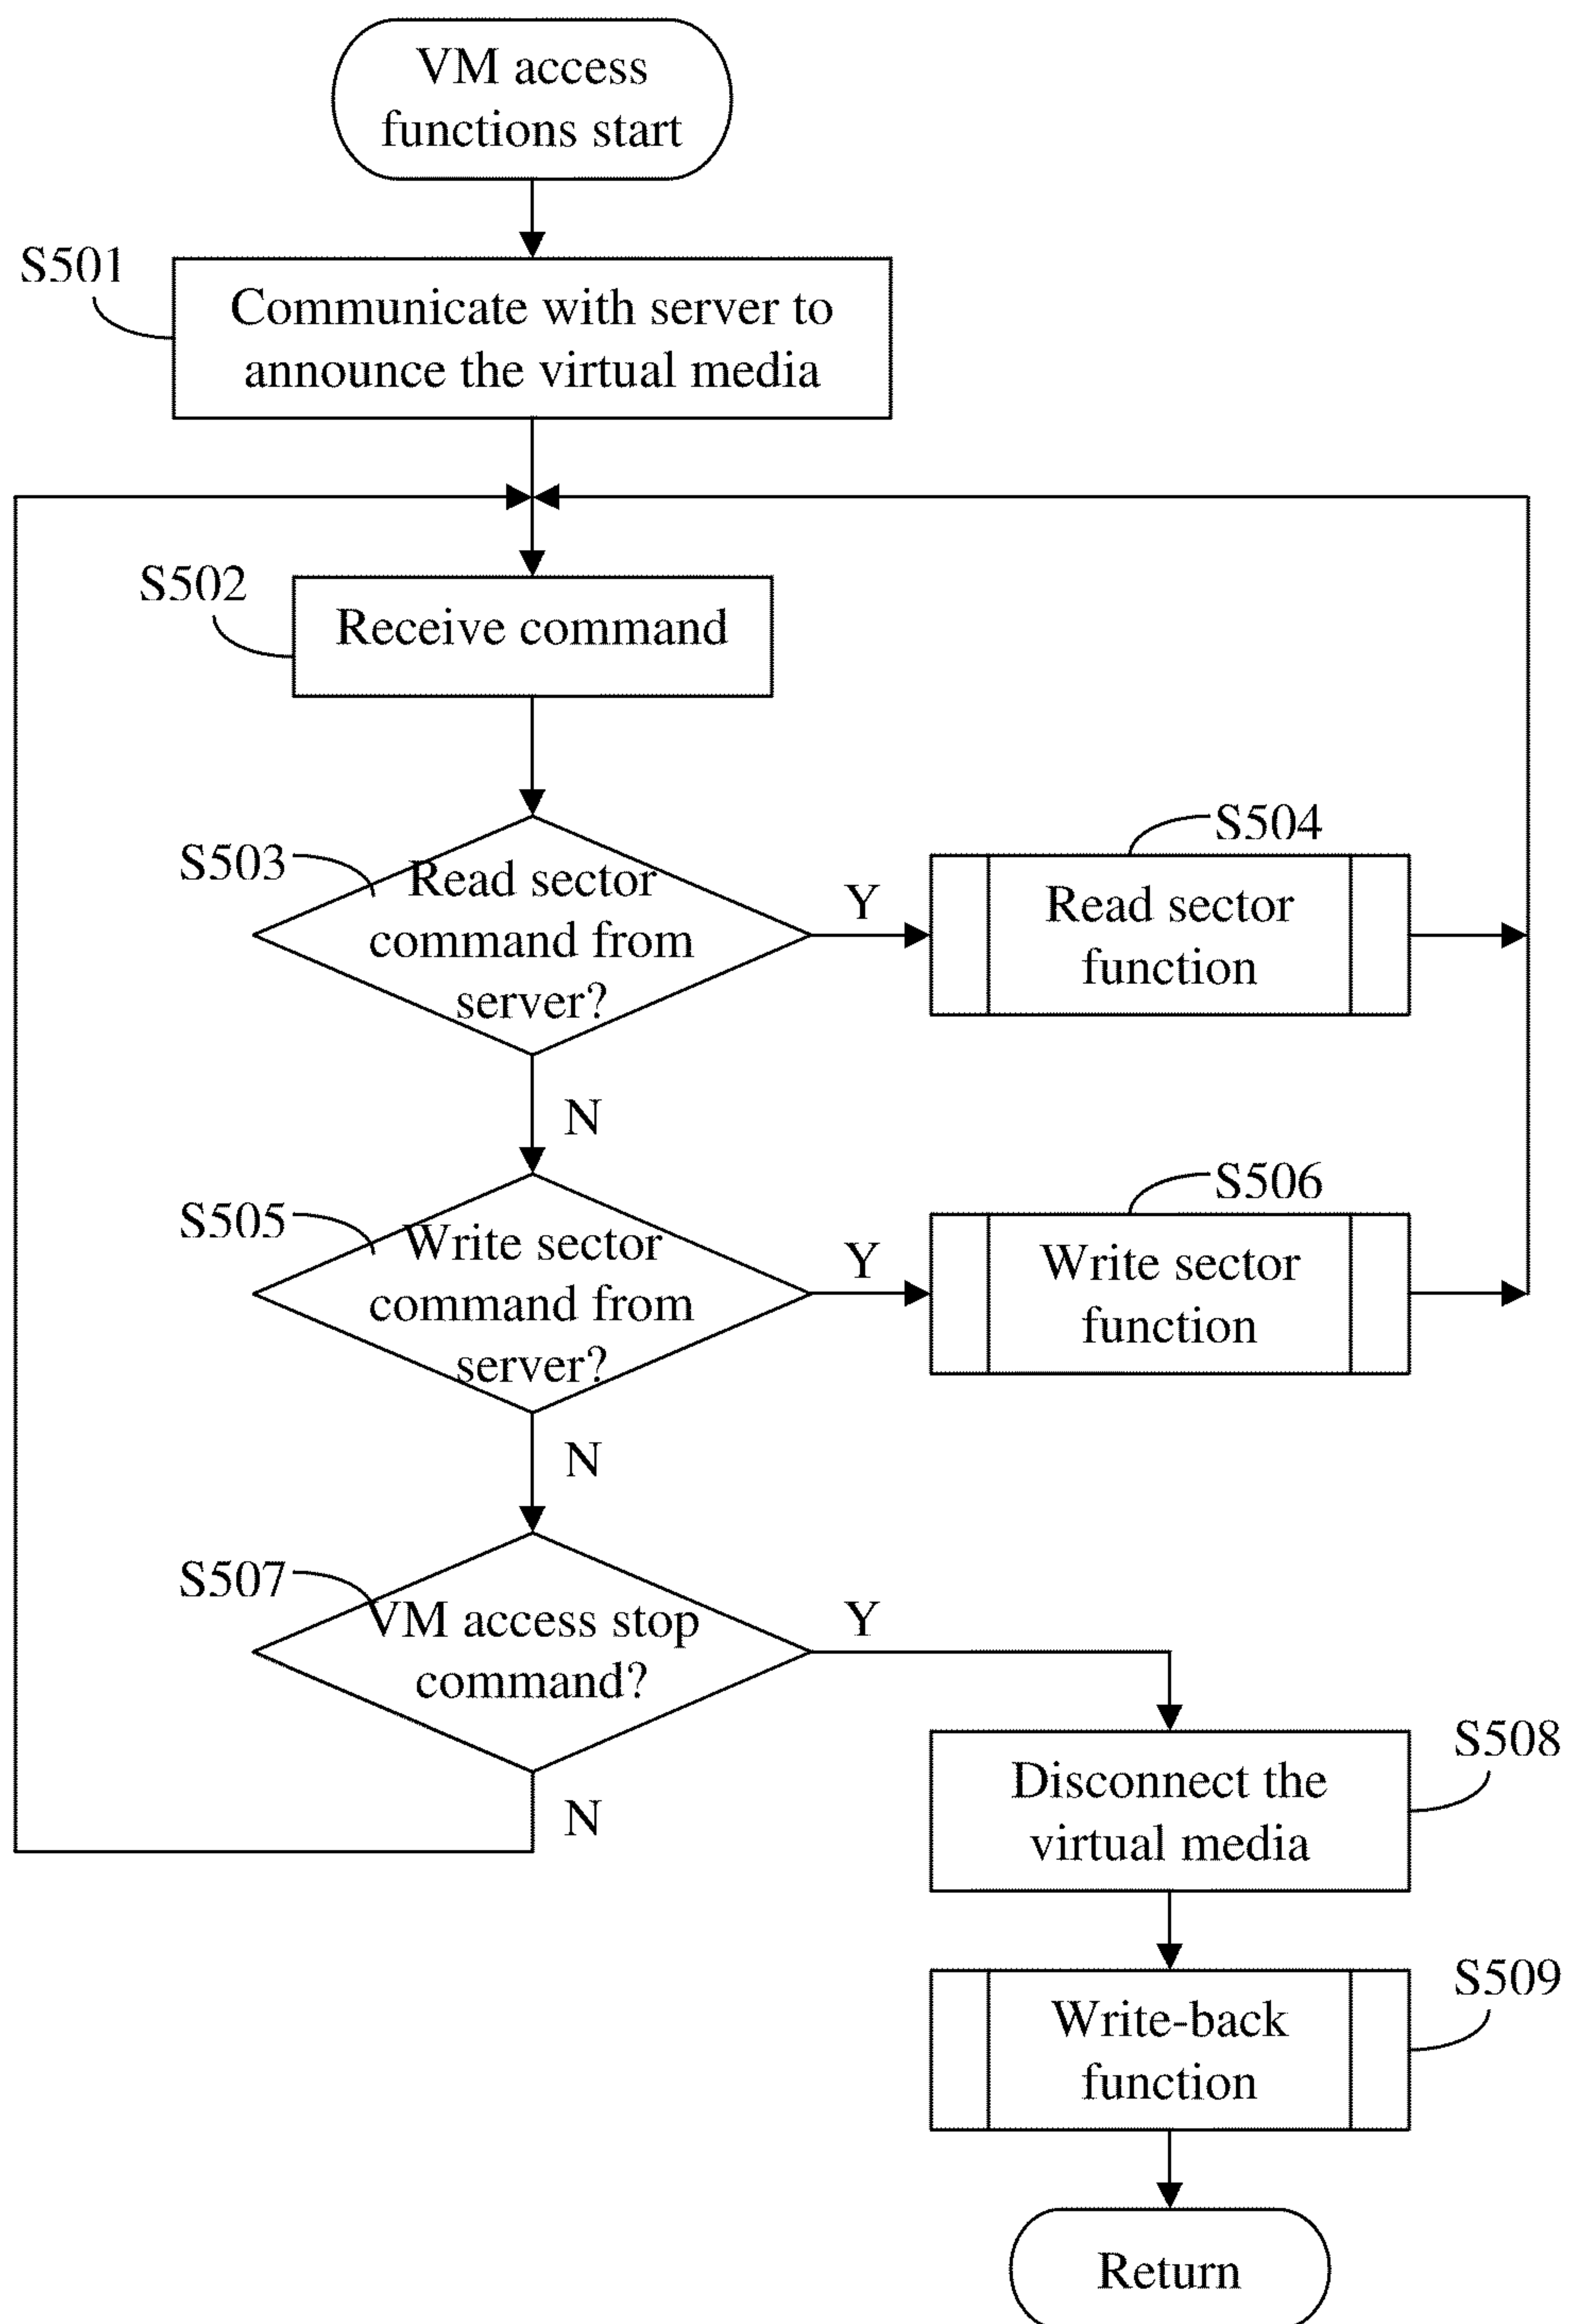 VM access
functions start
S501
Communicate with server to
announce the virtual media
S502
Receive command
S503
Read sector
command from
server?
Y
S504
Read sector
function
N
S505
Write sector
command from
server?
Y
S506
Write sector
function
N
S507
VM access stop
command?
Y
N
S508
Disconnect the
virtual media
S509
Write-back
function
Return